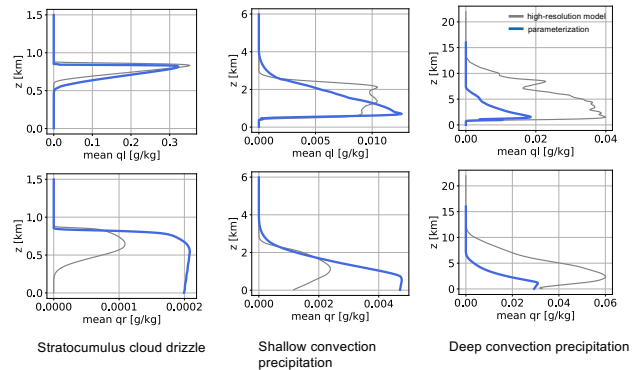 1.5
1.0
0.5
0.0
z [km]
0.0 0.1 0.2 0.3
mean ql [g/kg]
6
4
2
0
z [km]
0.000 0.005 0.010
mean ql [g/kg]
high-resolution model
parameterization
20
15
10
5
0
z [km]
0.00 0.02 0.04
mean ql [g/kg]
1.5
1.0
0.5
0.0
z [km]
0.0000 0.0001 0.0002
mean qr [g/kg]
6
4
2
0
z [km]
0.000 0.002 0.004
mean qr [g/kg]
20
15
10
5
0
z [km]
0.00 0.02 0.04 0.06
mean qr [g/kg]
Stratocumulus cloud drizzle
Shallow convection
precipitation
Deep convection precipitation